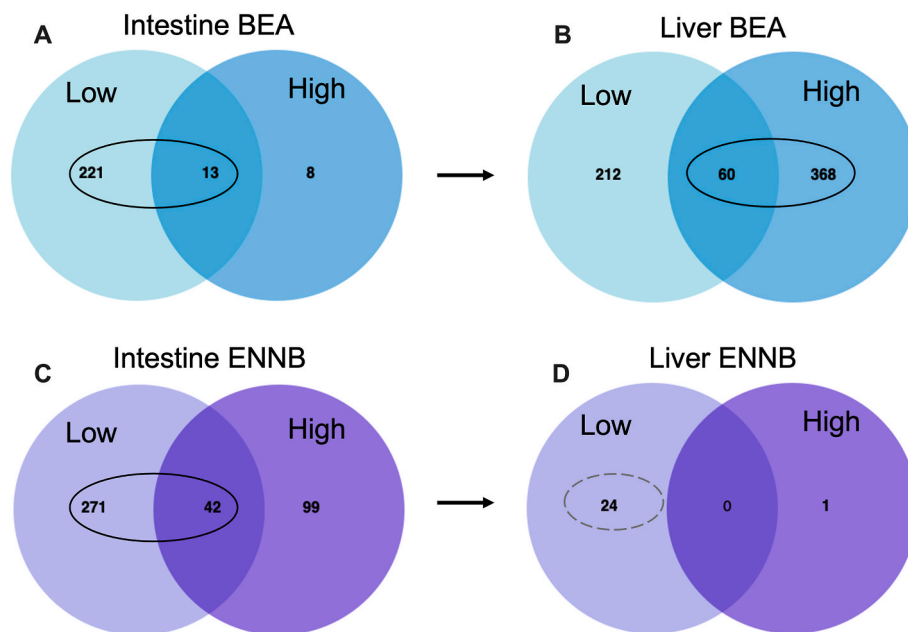 A Intestine BEA
Low High
221 13 8
B Liver BEA
Low High
212 60 368
C Intestine ENNB
Low High
271 42 99
D Liver ENNB
Low High
24 0 1